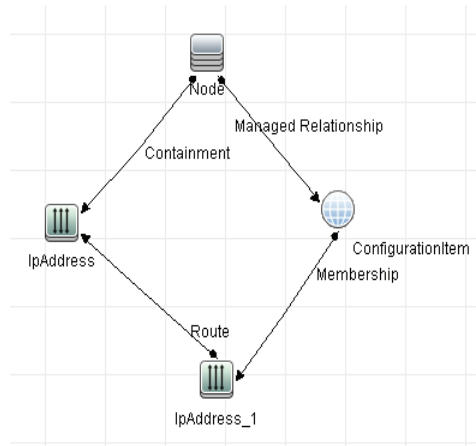 Node
Managed Relationship
Containment
ConfigurationItem
IpAddress
Membership
Route
IpAddress_1